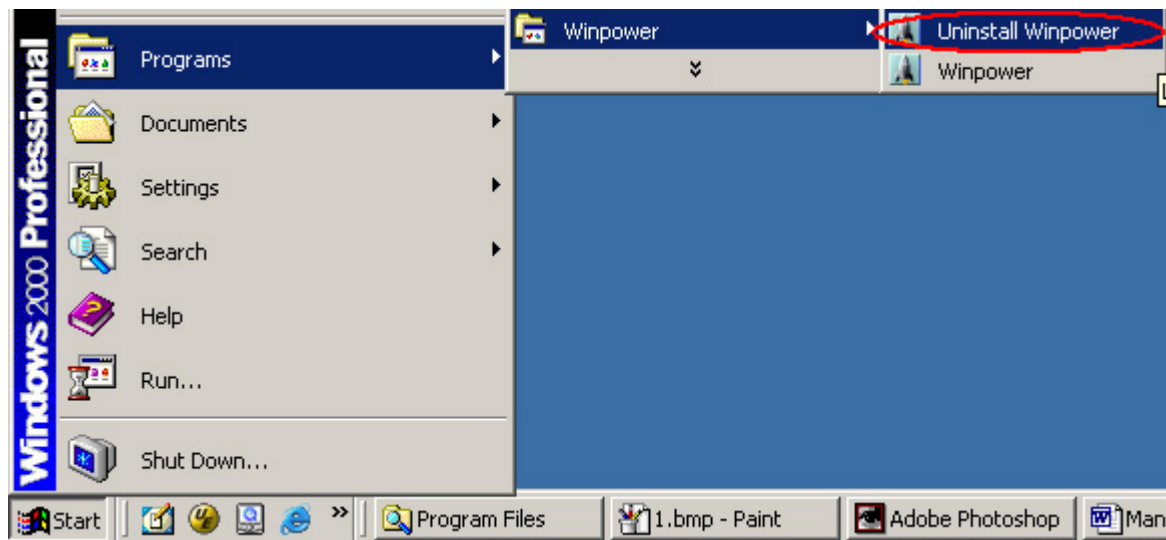 Windows 2000 Professional
Programs
Documents
Settings
Search
Help
Run...
Shut Down...
Winpower
Uninstall Winpower
Winpower
Start
Program Files
1.bmp - Paint
Adobe Photoshop
Man